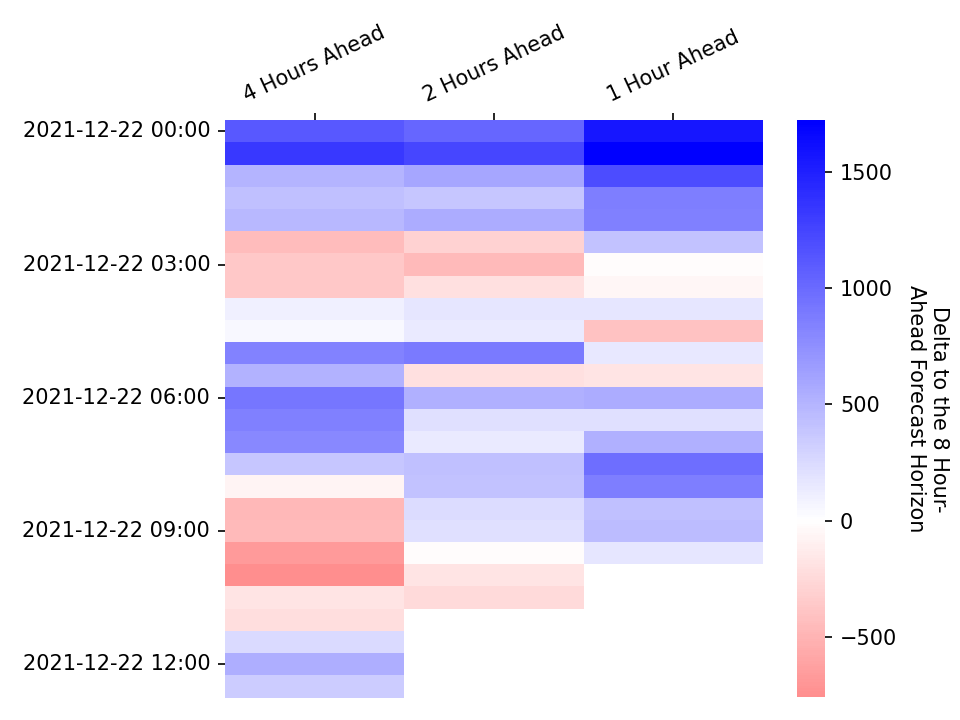 4 Hours Ahead
2 Hours Ahead
1 Hour Ahead
2021-12-22 00:00
2021-12-22 03:00
2021-12-22 06:00
2021-12-22 09:00
2021-12-22 12:00
1500
1000
500
0
−500
Delta to the 8 Hour-
Ahead Forecast Horizon